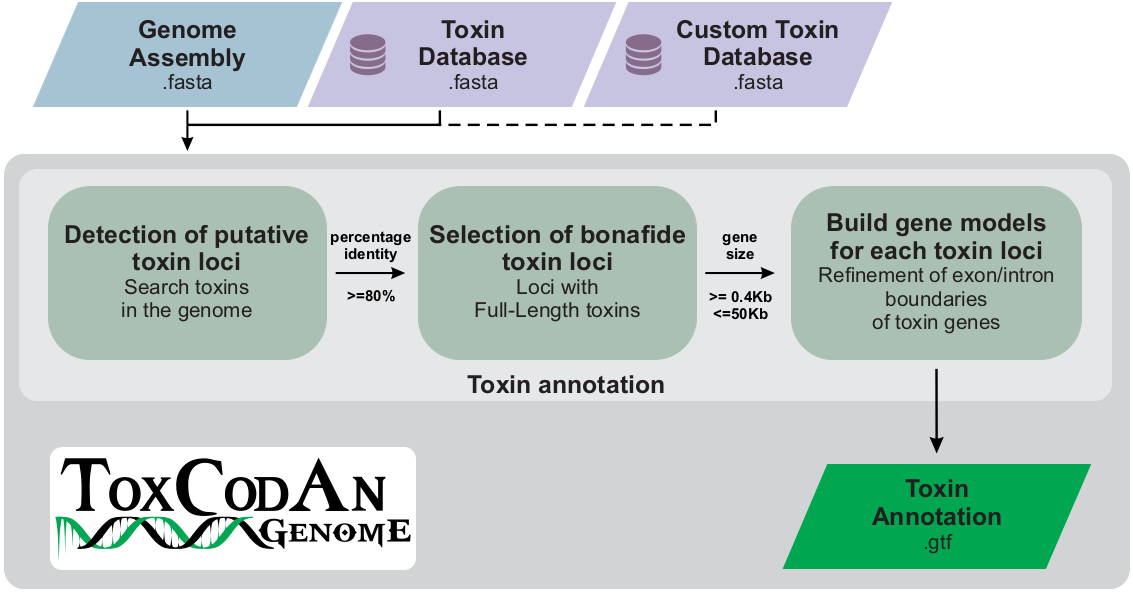 Genome
Assembly
.fasta
Toxin
Database
.fasta
Custom Toxin
Database
.fasta
Detection of putative
toxin loci
Search toxins
in the genome
percentage
identity
>=80%
Selection of bonafide
toxin loci
Loci with
Full-Length toxins
gene
size
>= 0.4Kb
<=50Kb
Build gene models
for each toxin loci
Refinement of exon/intron
boundaries
of toxin genes
Toxin annotation
TOXCODAN
GENOME
Toxin
Annotation
.gtf